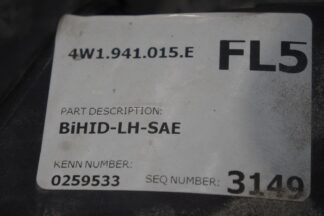 4W1.941.015.E FL5
PART DESCRIPTION:
BiHID-LH-SAE
KENN NUMBER:
0259533 SEQ NUMBER: 3149